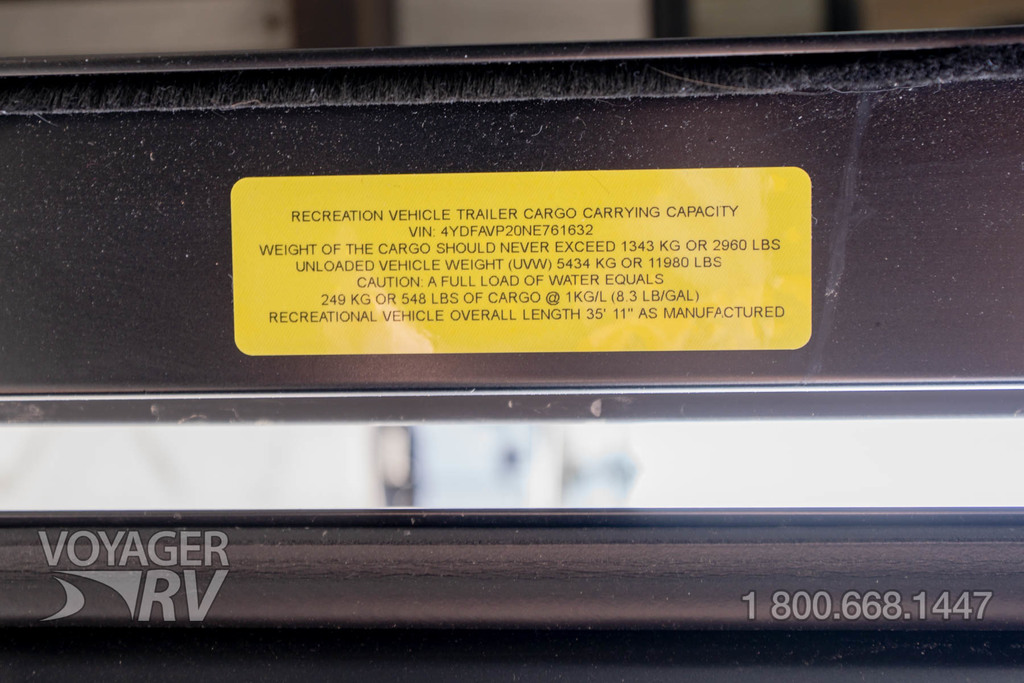 RECREATION VEHICLE TRAILER CARGO CARRYING CAPACITY
VIN: 4YDFAVP20NE761632
WEIGHT OF THE CARGO SHOULD NEVER EXCEED 1343 KG OR 2960 LBS
UNLOADED VEHICLE WEIGHT (UVW) 5434 KG OR 11980 LBS
CAUTION: A FULL LOAD OF WATER EQUALS
249 KG OR 548 LBS OF CARGO @ 1KG/L (8.3 LB/GAL)
RECREATIONAL VEHICLE OVERALL LENGTH 35' 11" AS MANUFACTURED
VOYAGER
RV
1 800.668.1447